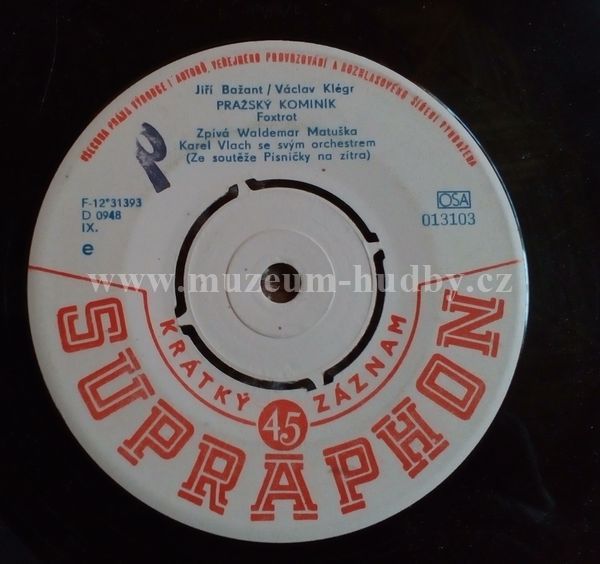 VŠECHNA PRÁVA VÝROBCE I AUTORŮ, VEŘEJNÉHO PROVOZOVÁNÍ A ROZHLASOVÉHO ŠÍŘENÍ VYHRAŽENA
Jiří Bažant / Václav Klégr
PRAŽSKÝ KOMINÍK
Foxtrot
Zpívá Waldemar Matuška
Karel Vlach se svým orchestrem
(Ze soutěže Písničky na zítra)
P
F-12*31393
D 0948
IX.
e
OSA
013103
www.muzeum-hudby.cz
KRÁTKÝ 45 ZÁZNAM
SUPRAPHON